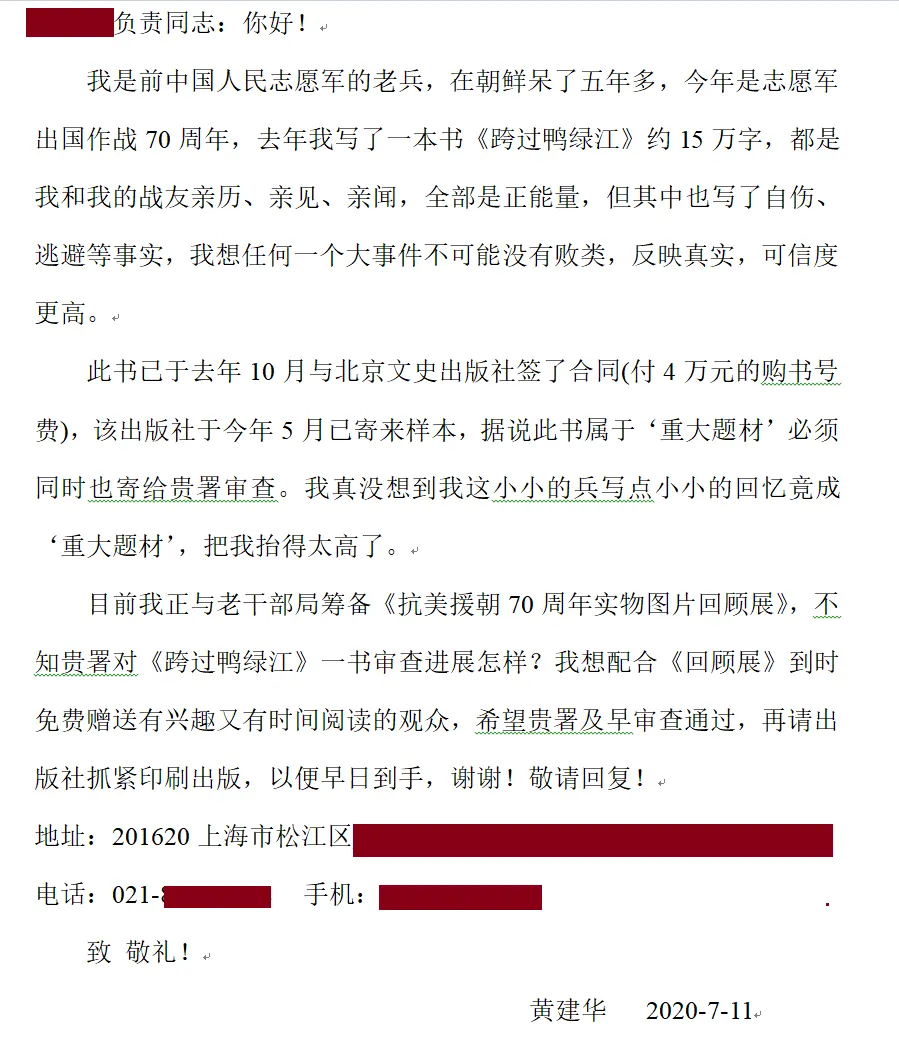 负责同志：你好！
我是前中国人民志愿军的老兵，在朝鲜呆了五年多，今年是志愿军
出国作战 70 周年，去年我写了一本书《跨过鸭绿江》约 15 万字，都是
我和我的战友亲历、亲见、亲闻，全部是正能量，但其中也写了自伤、
逃避等事实，我想任何一个大事件不可能没有败类，反映真实，可信度
更高。
此书已于去年 10 月与北京文史出版社签了合同(付 4 万元的购书号
费)，该出版社于今年 5 月已寄来样本，据说此书属于‘重大题材’必须
同时也寄给贵署审查。我真没想到我这小小的兵写点小小的回忆竟成
‘重大题材’，把我抬得太高了。
目前我正与老干部局筹备《抗美援朝 70 周年实物图片回顾展》，不
知贵署对《跨过鸭绿江》一书审查进展怎样？我想配合《回顾展》到时
免费赠送有兴趣又有时间阅读的观众，希望贵署及早审查通过，再请出
版社抓紧印刷出版，以便早日到手，谢谢！敬请回复！
地址：201620 上海市松江区
电话：021- 手机：
致 敬礼！
黄建华 2020-7-11